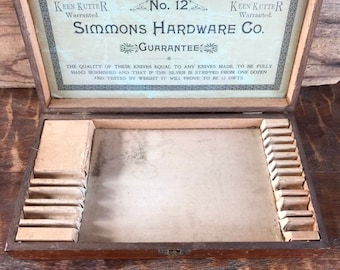 KEEN KUTTER No. 12 KEEN KUTTER
Warranted. Warranted.
SIMMONS HARDWARE CO.
GUARANTEE
THE QUALITY OF THESE KNIVES EQUAL TO ANY KNIVES MADE, TO BE FULLY
HAND BURNISHED AND THAT IF THE SILVER IS STRIPPED FROM ONE DOZEN
AND TESTED BY WEIGHT IT WILL PROVE TO BE 12 DWTS.